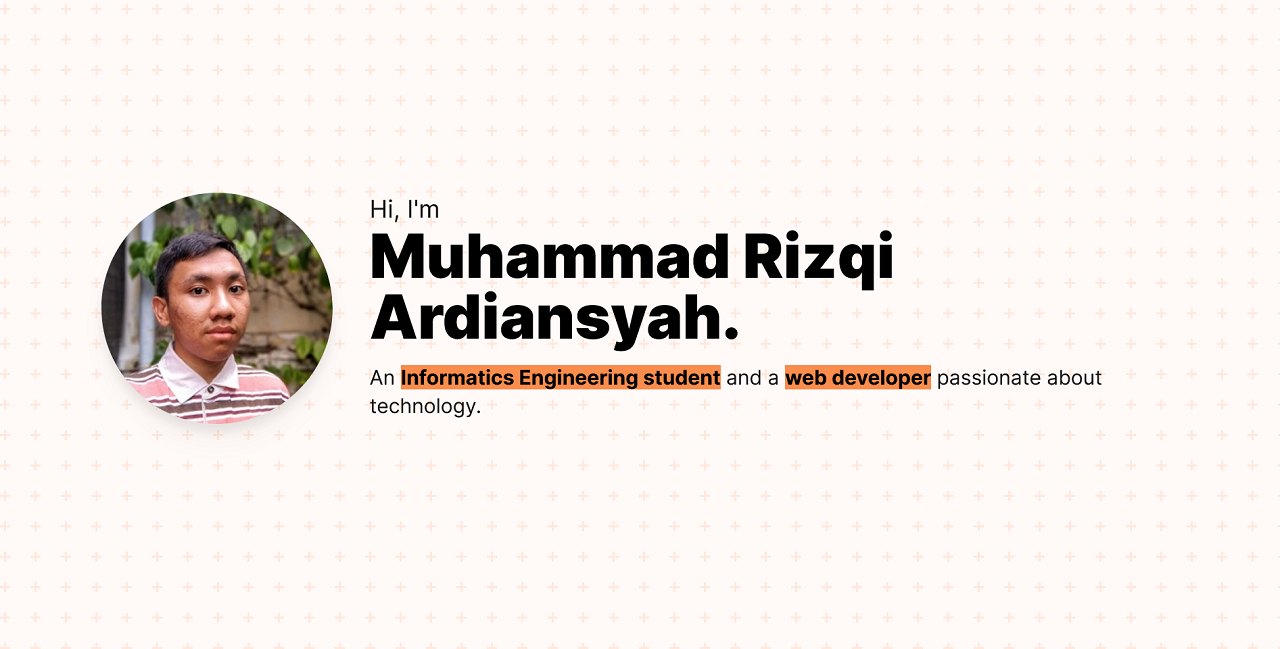 Hi, I'm
Muhammad Rizqi
Ardiansyah.
An Informatics Engineering student and a web developer passionate about
technology.